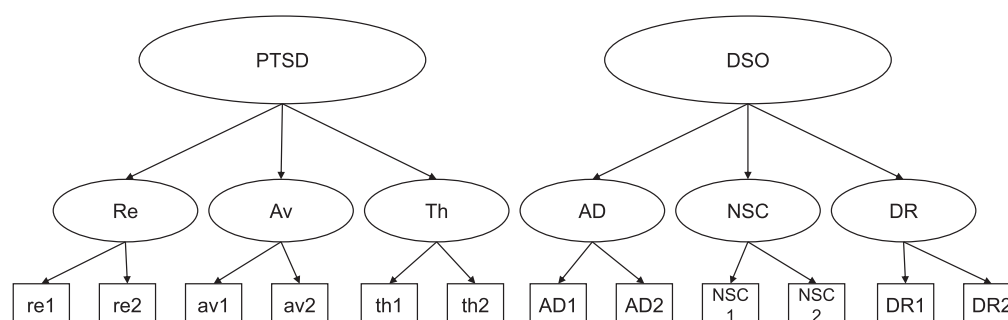 PTSD DSO
Re Av Th AD NSC DR
re1 re2 av1 av2 th1 th2 AD1 AD2 NSC 1 NSC 2 DR1 DR2